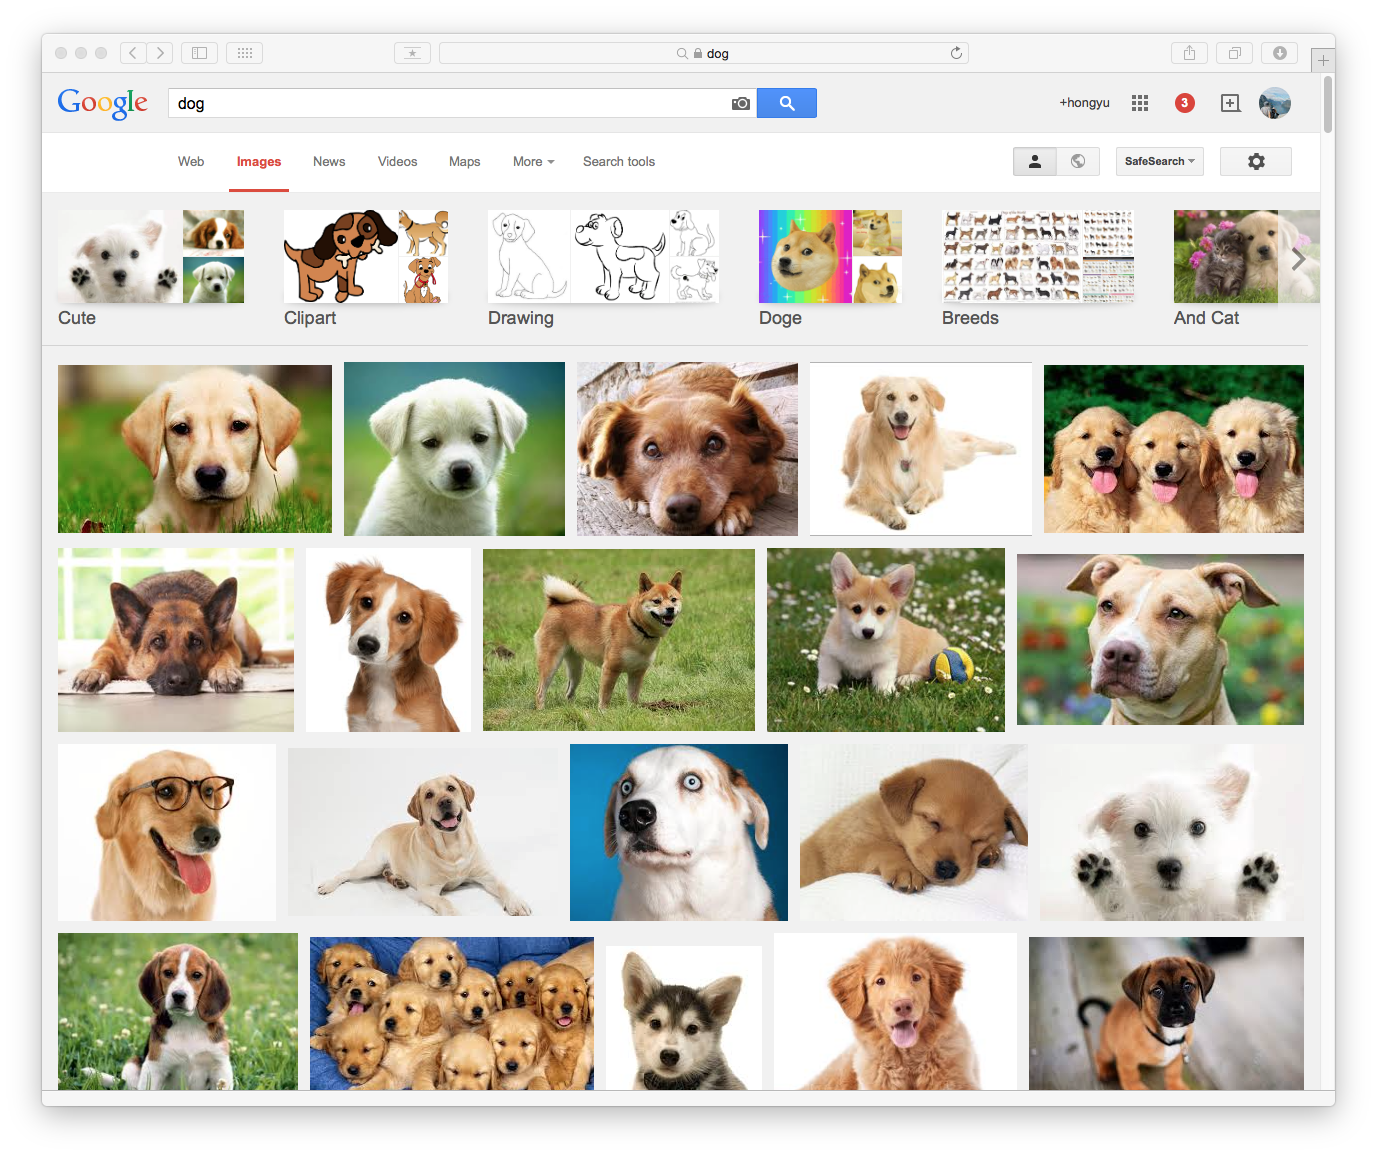 dog
Google
dog
+hongyu
3
Web
Images
News
Videos
Maps
More
Search tools
SafeSearch
Cute
Clipart
Drawing
Doge
Breeds
And Cat